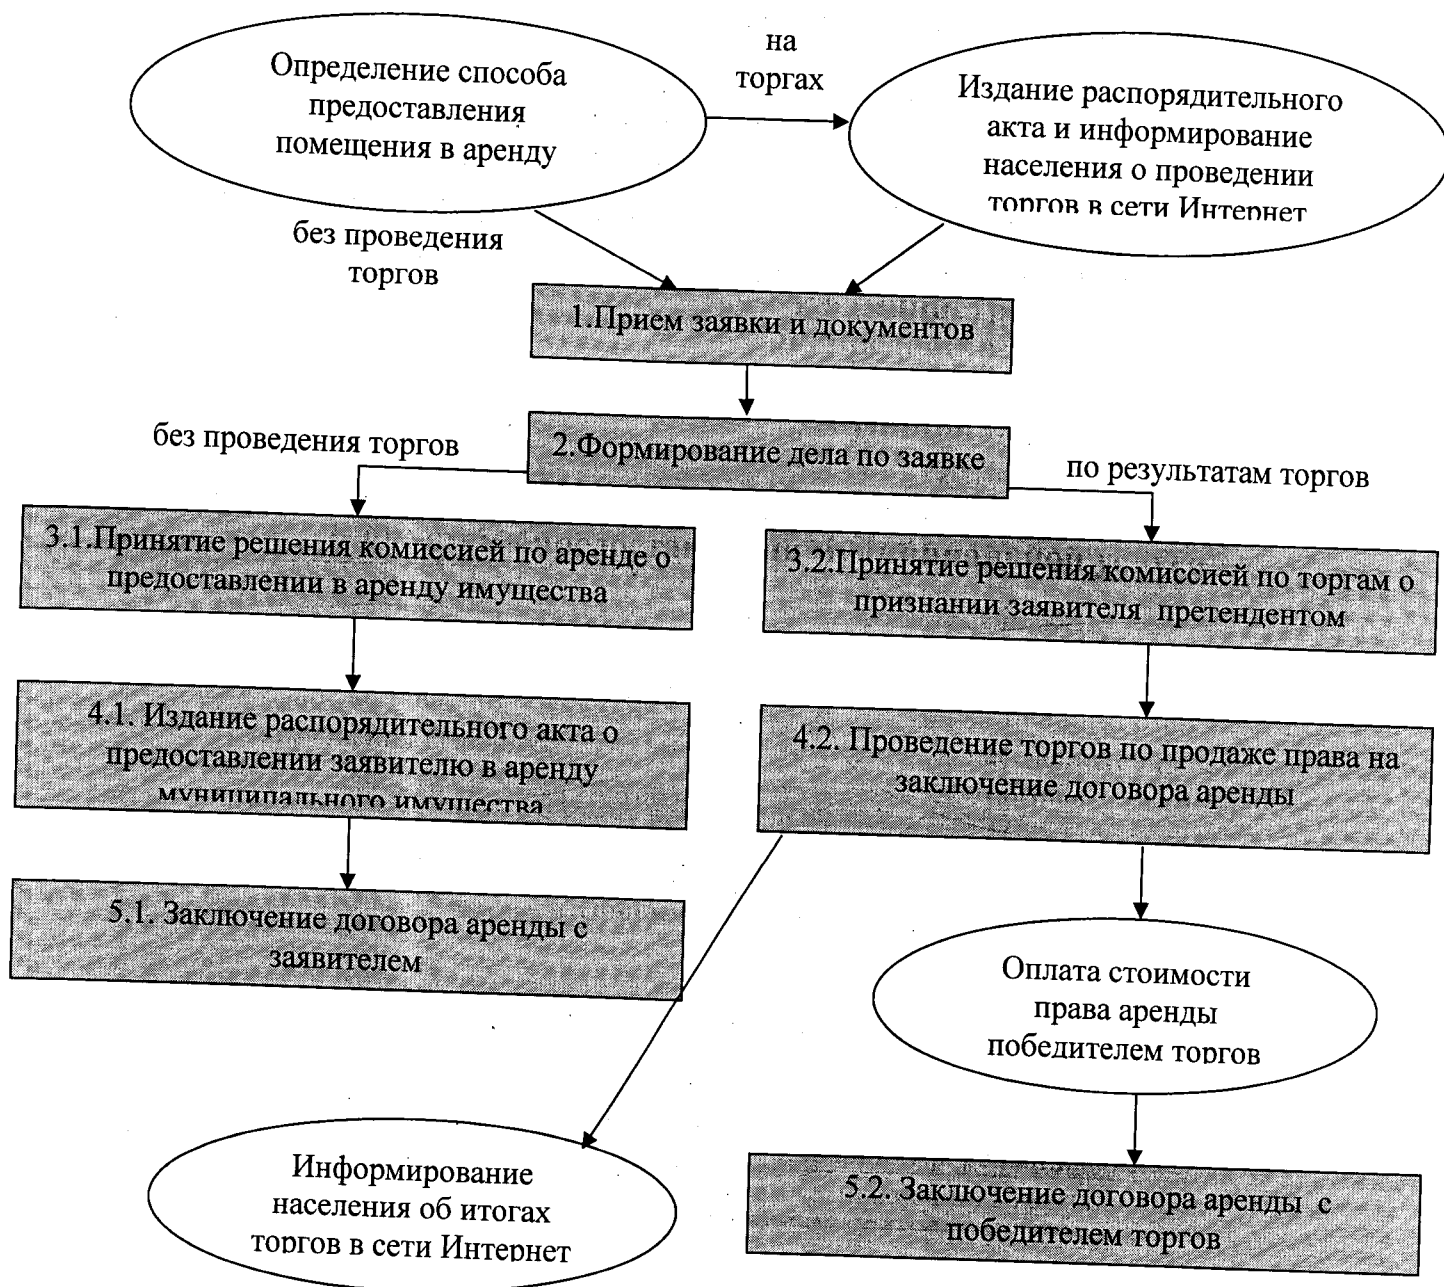 Определение способа
предоставления
помещения в аренду
на
торгах
Издание распорядительного
акта и информирование
населения о проведении
торгов в сети Интернет
без проведения
торгов
1.Прием заявки и документов
2.Формирование дела по заявке
без проведения торгов
по результатам торгов
3.1.Принятие решения комиссией по аренде о
предоставлении в аренду имущества
3.2.Принятие решения комиссией по торгам о
признании заявителя претендентом
4.1. Издание распорядительного акта о
предоставлении заявителю в аренду
муниципального имущества
4.2. Проведение торгов по продаже права на
заключение договора аренды
5.1. Заключение договора аренды с
заявителем
Оплата стоимости
права аренды
победителем торгов
Информирование
населения об итогах
торгов в сети Интернет
5.2. Заключение договора аренды с
победителем торгов